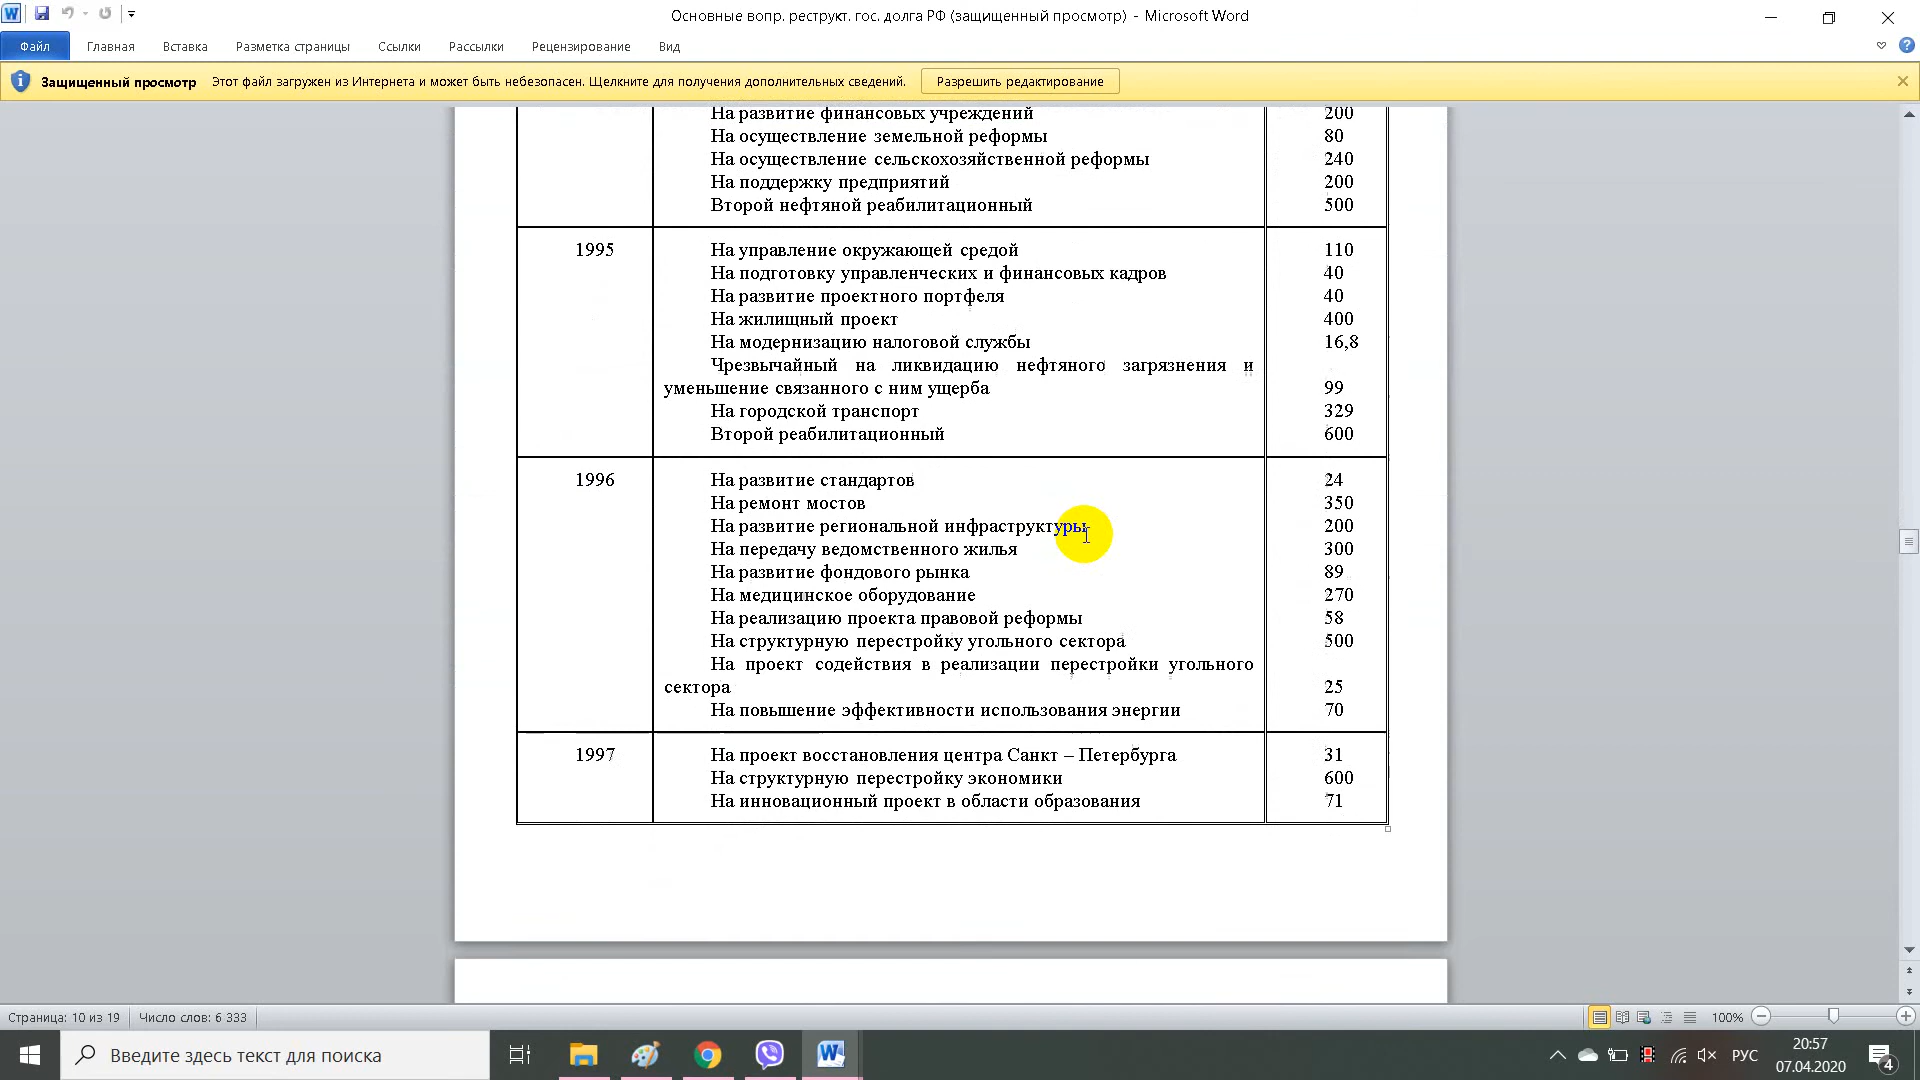 Основные вопр. реструкт. гос. долга РФ (защищенный просмотр) - Microsoft Word
Файл Главная Вставка Разметка страницы Ссылки Рассылки Рецензирование Вид
Защищенный просмотр Этот файл загружен из Интернета и может быть небезопасен. Щелкните для получения дополнительных сведений. Разрешить редактирование
На развитие финансовых учреждений 200
На осуществление земельной реформы 80
На осуществление сельскохозяйственной реформы 240
На поддержку предприятий 200
Второй нефтяной реабилитационный 500
1995 На управление окружающей средой 110
На подготовку управленческих и финансовых кадров 40
На развитие проектного портфеля 40
На жилищный проект 400
На модернизацию налоговой службы 16,8
Чрезвычайный на ликвидацию нефтяного загрязнения и
уменьшение связанного с ним ущерба 99
На городской транспорт 329
Второй реабилитационный 600
1996 На развитие стандартов 24
На ремонт мостов 350
На развитие региональной инфраструктуры 200
На передачу ведомственного жилья 300
На развитие фондового рынка 89
На медицинское оборудование 270
На реализацию проекта правовой реформы 58
На структурную перестройку угольного сектора 500
На проект содействия в реализации перестройки угольного
сектора 25
На повышение эффективности использования энергии 70
1997 На проект восстановления центра Санкт – Петербурга 31
На структурную перестройку экономики 600
На инновационный проект в области образования 71
Страница: 10 из 19 Число слов: 6 333 100%
Введите здесь текст для поиска РУС 20:57
07.04.2020 4